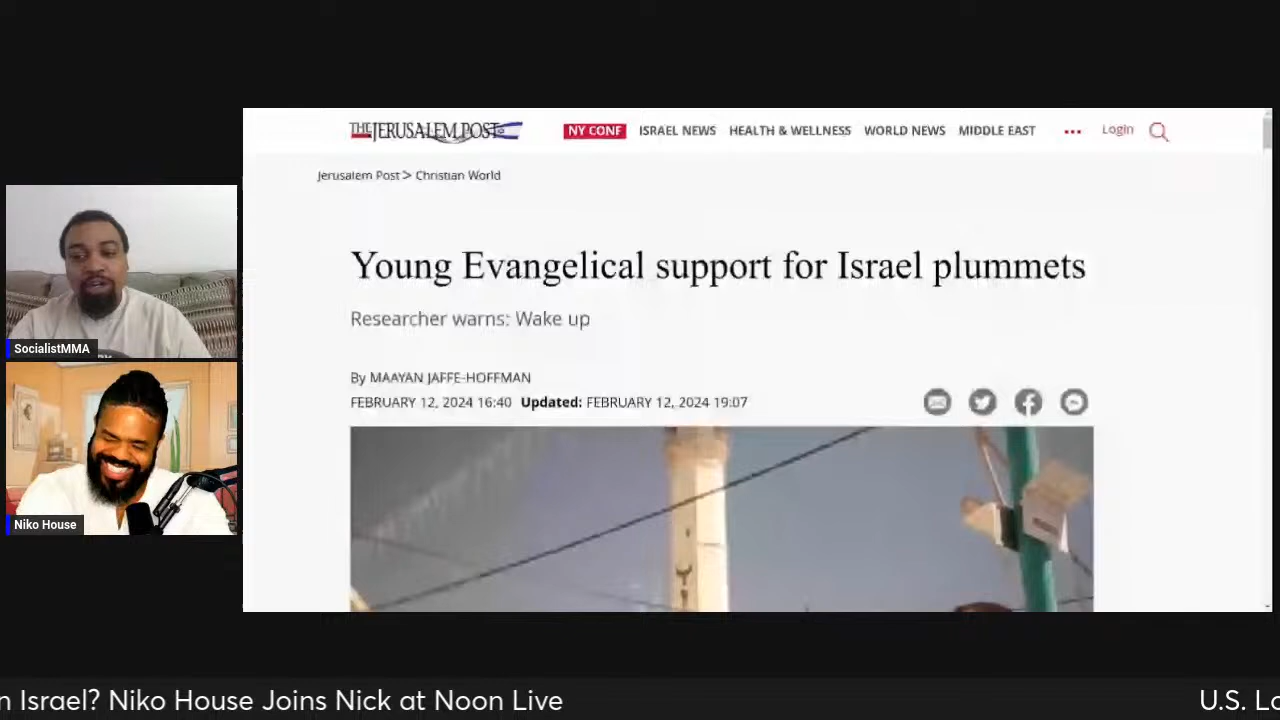 THE JERUSALEM POST
NY CONF ISRAEL NEWS HEALTH & WELLNESS WORLD NEWS MIDDLE EAST ... Login
Jerusalem Post > Christian World
Young Evangelical support for Israel plummets
Researcher warns: Wake up
By MAAYAN JAFFE-HOFFMAN
FEBRUARY 12, 2024 16:40 Updated: FEBRUARY 12, 2024 19:07
SocialistMMA
Niko House
n Israel? Niko House Joins Nick at Noon Live
U.S. Lo